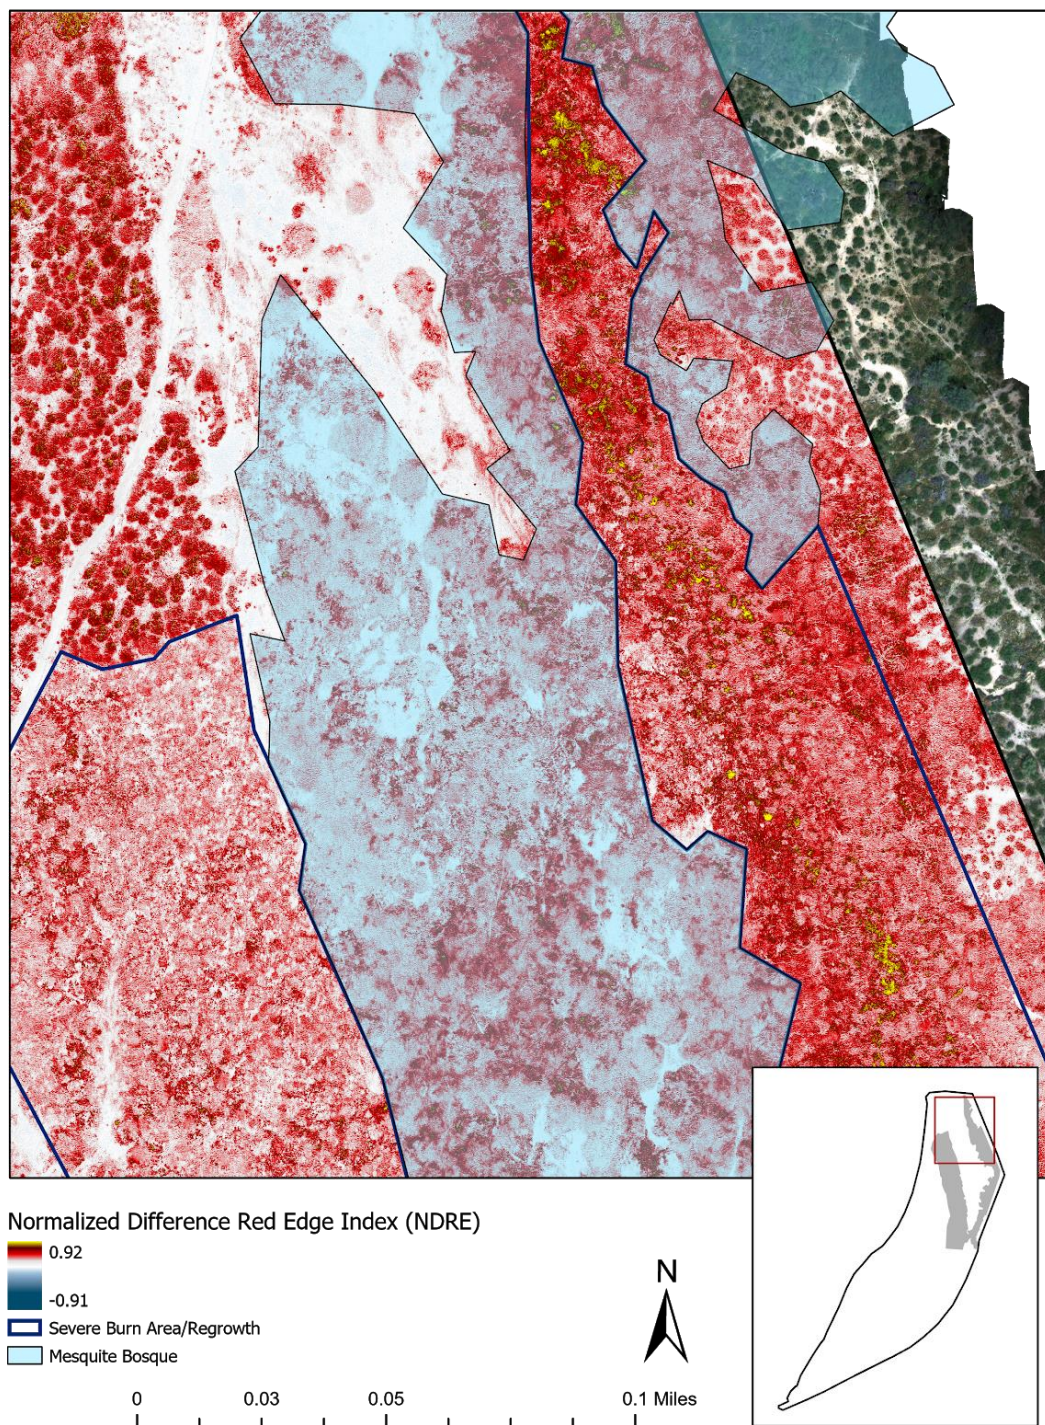 Normalized Difference Red Edge Index (NDRE)
0.92
-0.91
Severe Burn Area/Regrowth
Mesquite Bosque
N
0 0.03 0.05 0.1 Miles